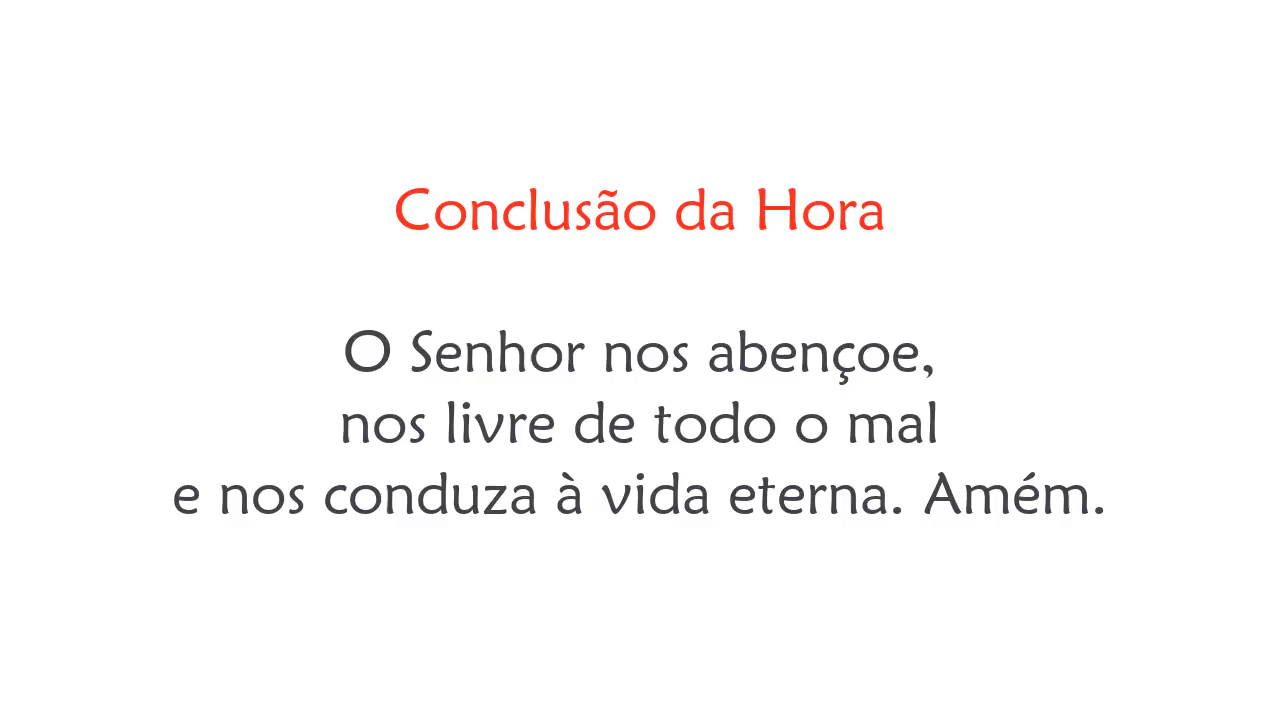 Conclusão da Hora
O Senhor nos abençoe,
nos livre de todo o mal
e nos conduza à vida eterna. Amém.